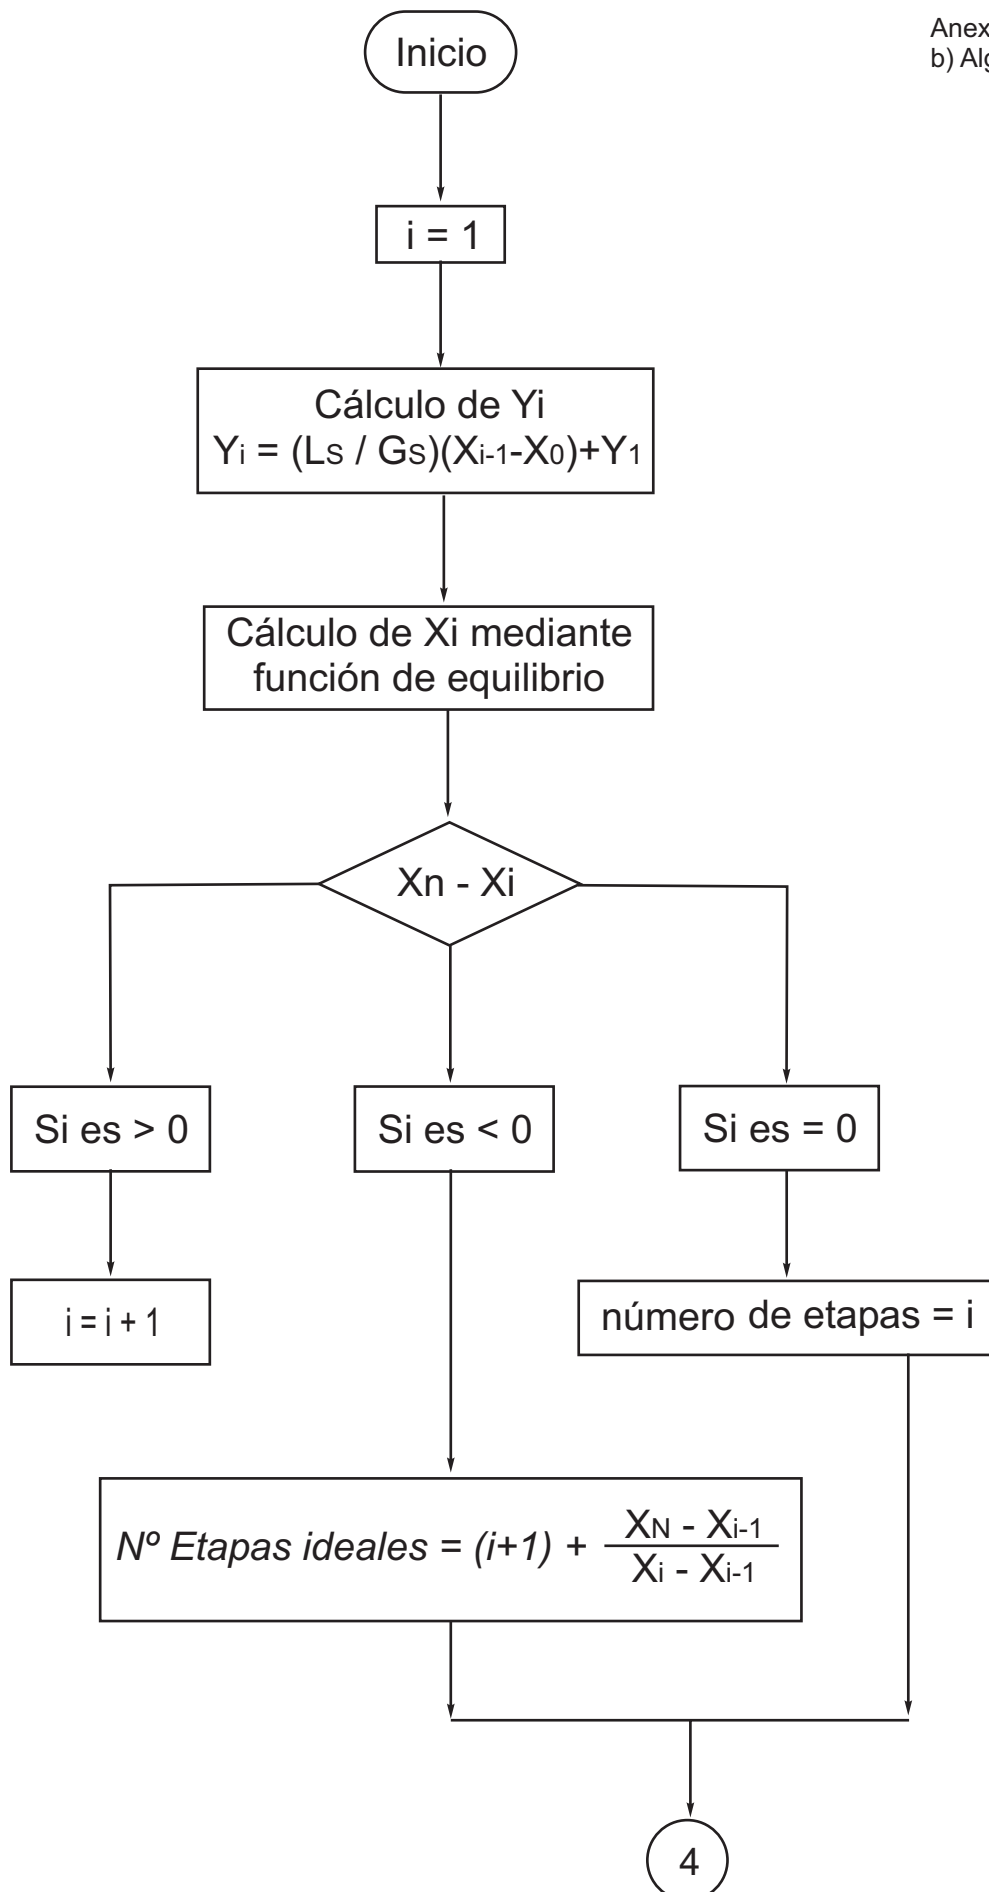 Anex
b) Alg
Inicio
i = 1
Cálculo de Yi
Yi = (LS / GS)(Xi-1-X0)+Y1
Cálculo de Xi mediante
función de equilibrio
Xn - Xi
Si es > 0
Si es < 0
Si es = 0
i = i + 1
número de etapas = i
Nº Etapas ideales = (i+1) + XN - Xi-1
Xi - Xi-1
4